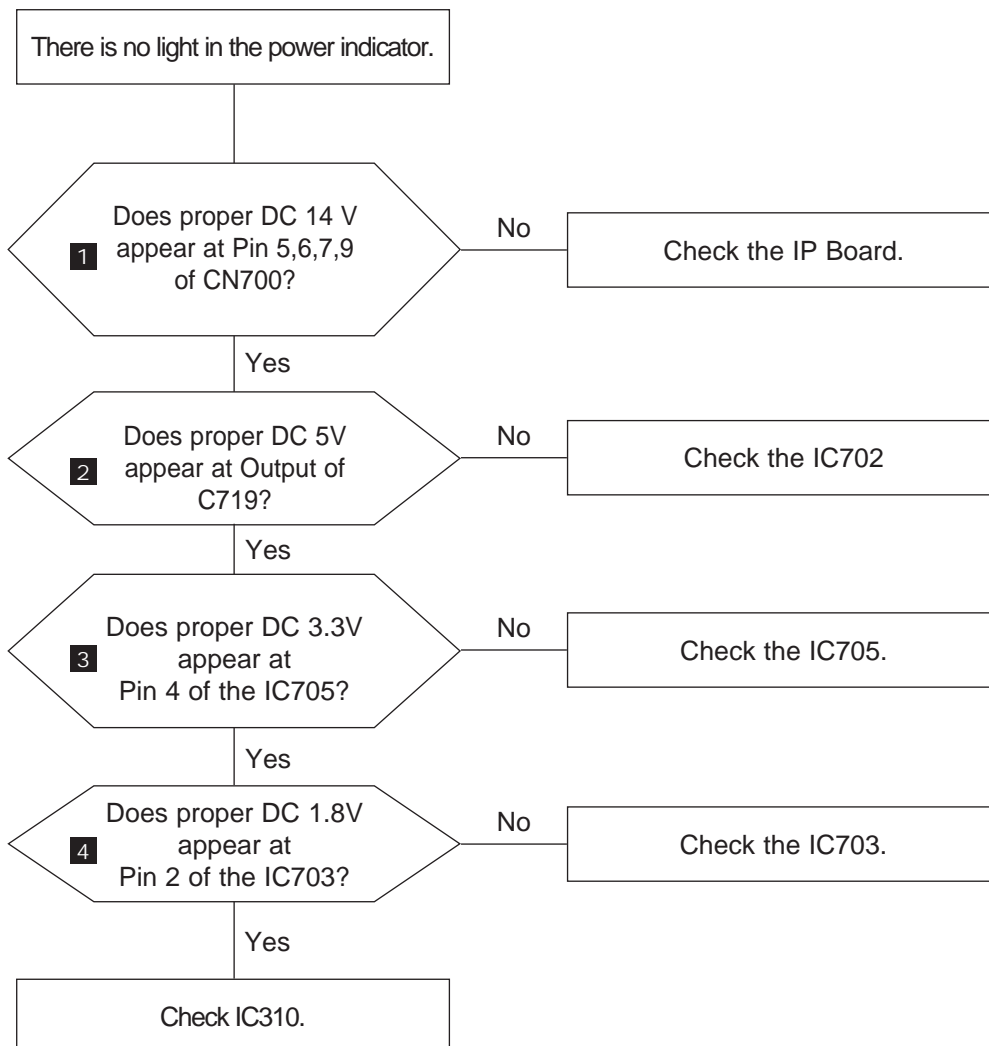 There is no light in the power indicator.
1
Does proper DC 14 V
appear at Pin 5,6,7,9
of CN700?
No
Check the IP Board.
Yes
2
Does proper DC 5V
appear at Output of
C719?
No
Check the IC702
Yes
3
Does proper DC 3.3V
appear at
Pin 4 of the IC705?
No
Check the IC705.
Yes
4
Does proper DC 1.8V
appear at
Pin 2 of the IC703?
No
Check the IC703.
Yes
Check IC310.